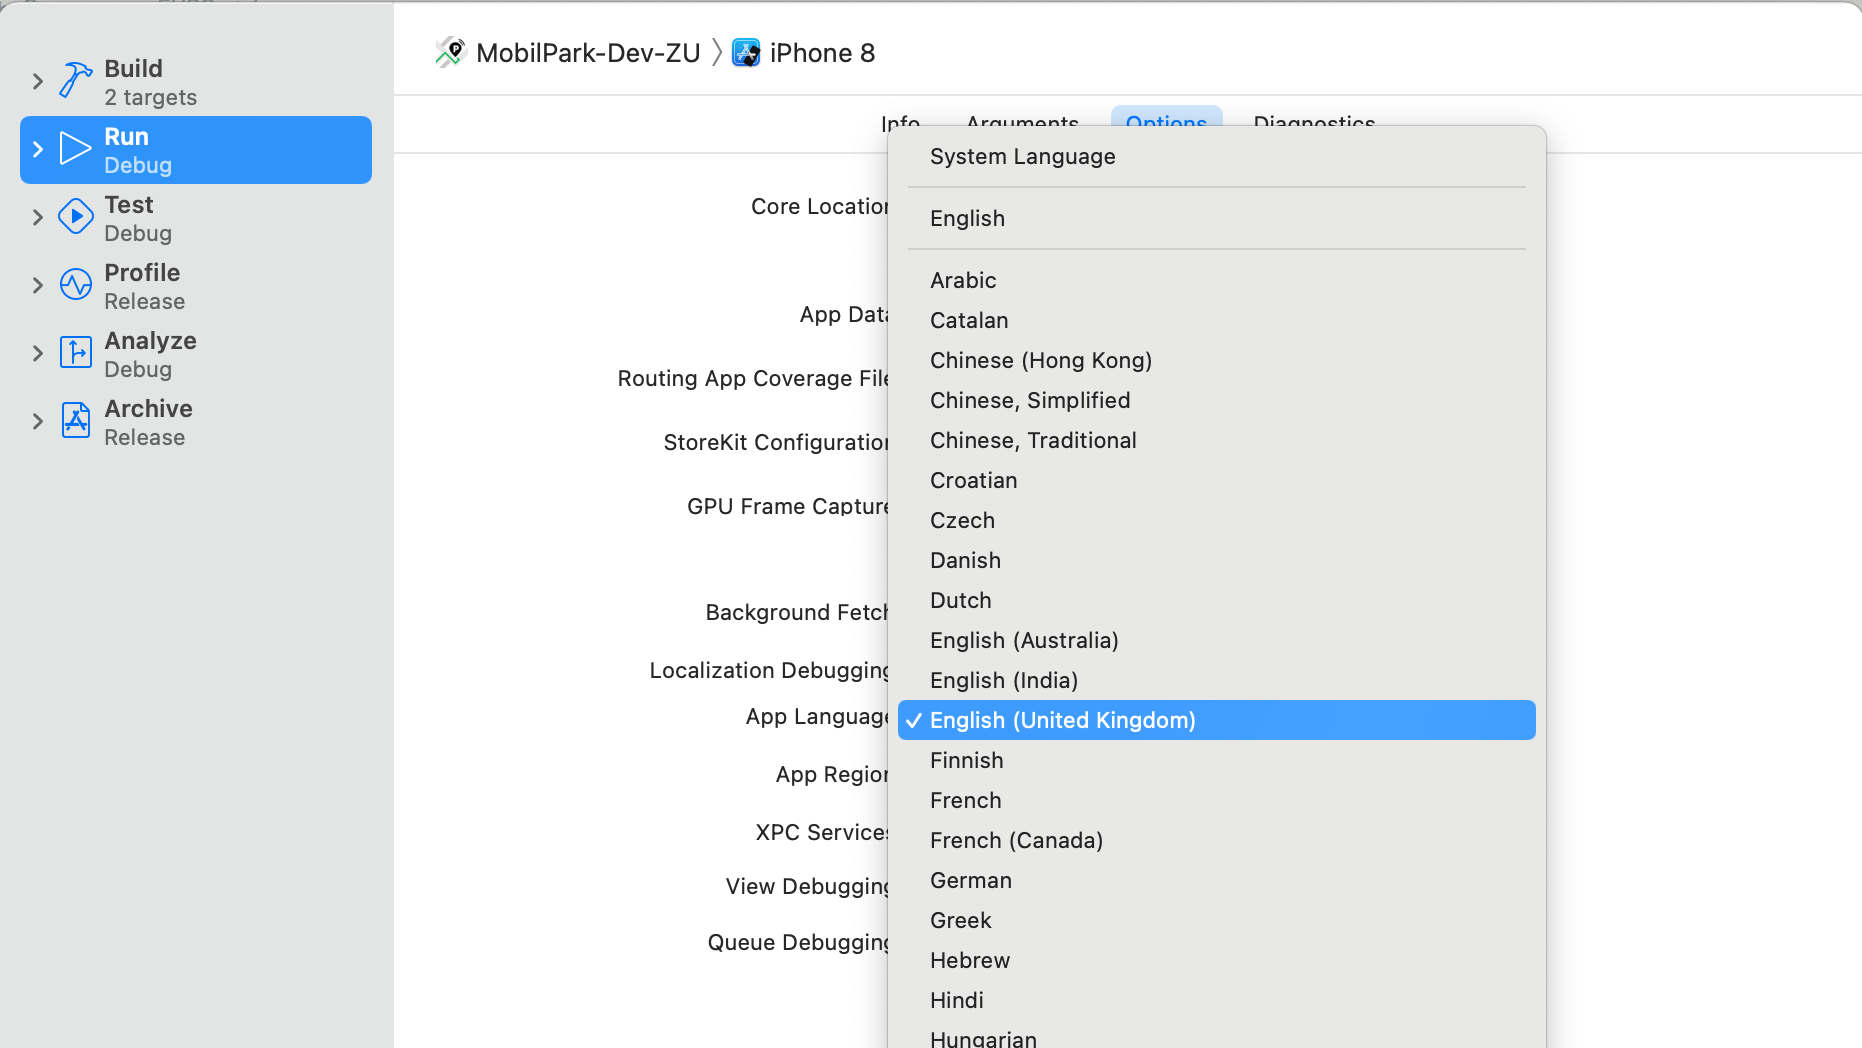 Build
2 targets
Run
Debug
Test
Debug
Profile
Release
Analyze
Debug
Archive
Release
MobilPark-Dev-ZU 〉 iPhone 8
Info Arguments Options Diagnostics
Core Location
App Data
Routing App Coverage File
StoreKit Configuration
GPU Frame Capture
Background Fetch
Localization Debugging
App Language
App Region
XPC Services
View Debugging
Queue Debugging
System Language
English
Arabic
Catalan
Chinese (Hong Kong)
Chinese, Simplified
Chinese, Traditional
Croatian
Czech
Danish
Dutch
English (Australia)
English (India)
✓ English (United Kingdom)
Finnish
French
French (Canada)
German
Greek
Hebrew
Hindi
Hungarian